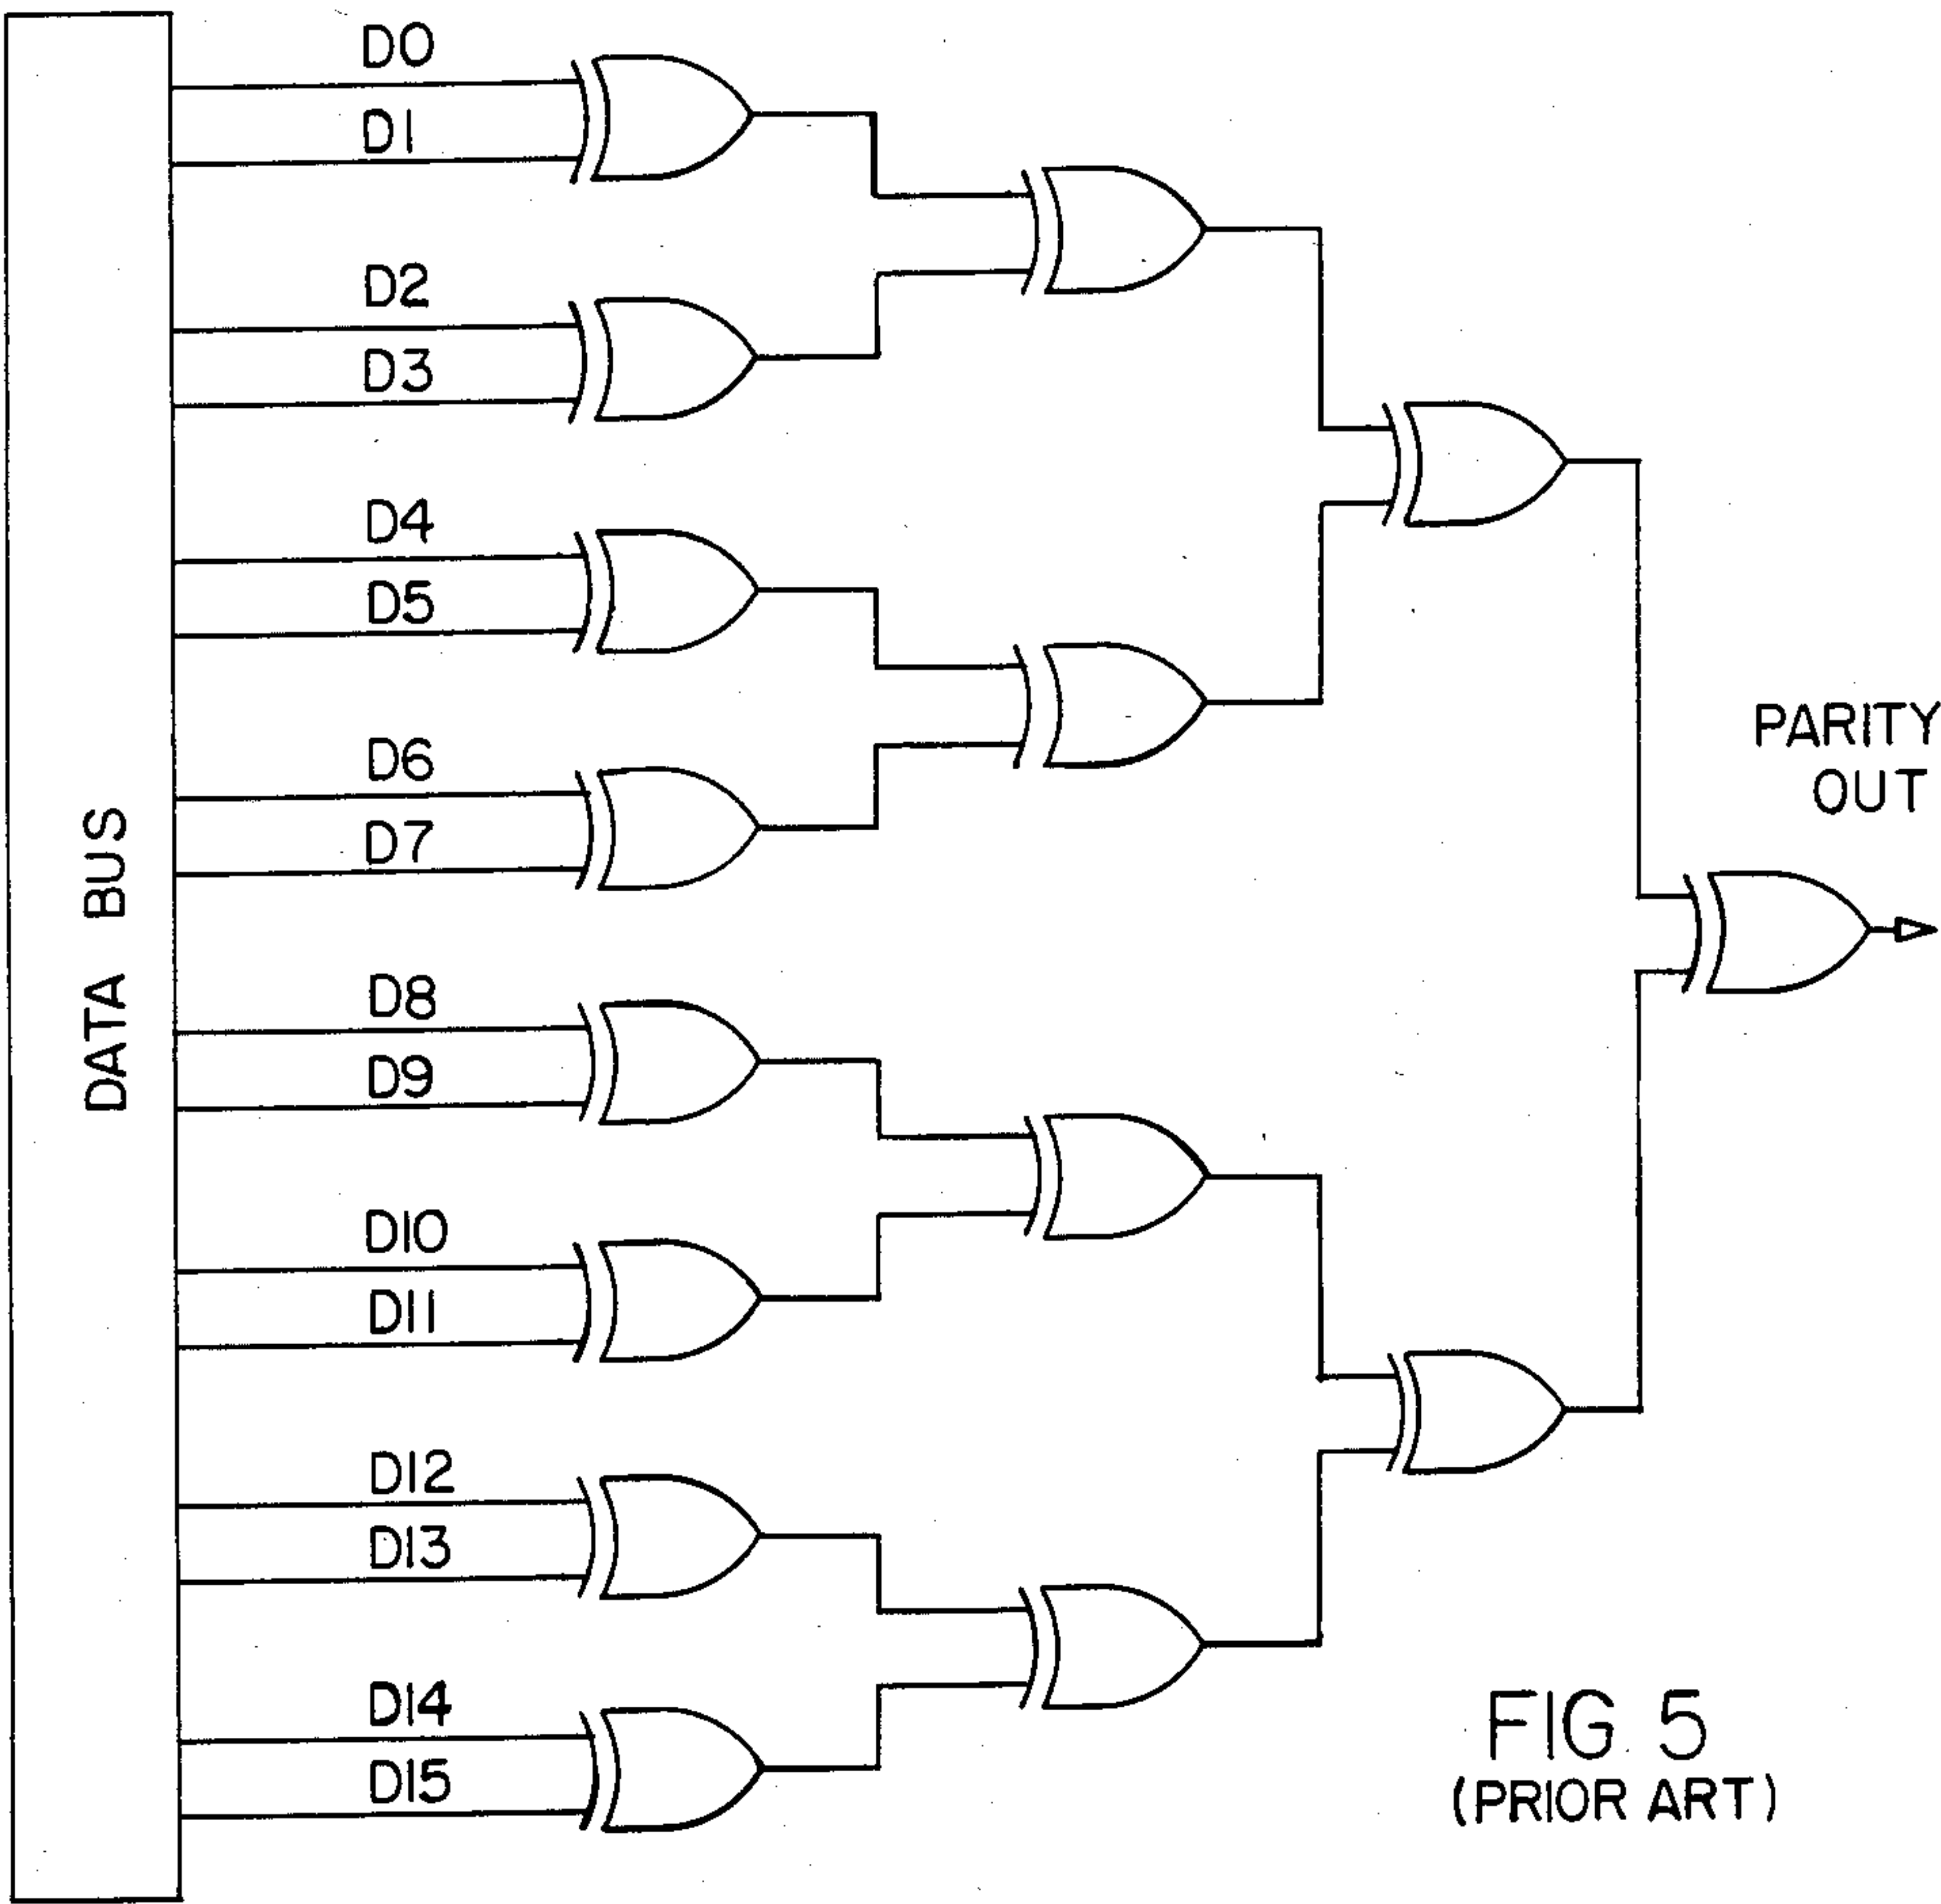 D0
D1
D2
D3
D4
D5
D6
D7
D8
D9
D10
D11
D12
D13
D14
D15
DATA BUS
PARITY
OUT
FIG. 5
(PRIOR ART)